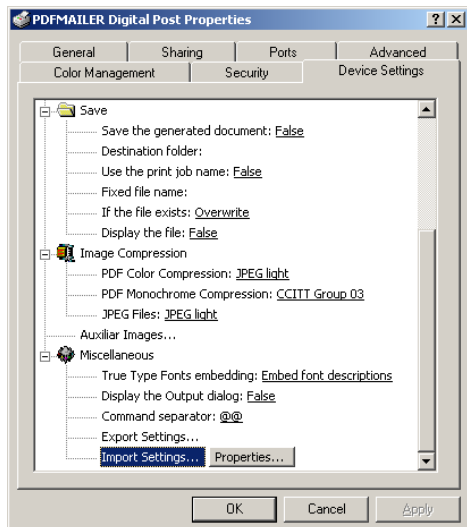 PDFMAILER Digital Post Properties
General Sharing Ports Advanced
Color Management Security Device Settings
Save
Save the generated document: False
Destination folder:
Use the print job name: False
Fixed file name:
If the file exists: Overwrite
Display the file: False
Image Compression
PDF Color Compression: JPEG light
PDF Monochrome Compression: CCITT Group 03
JPEG Files: JPEG light
Auxiliar Images...
Miscellaneous
True Type Fonts embedding: Embed font descriptions
Display the Output dialog: False
Command separator: @@
Export Settings...
Import Settings... Properties...
OK Cancel Apply